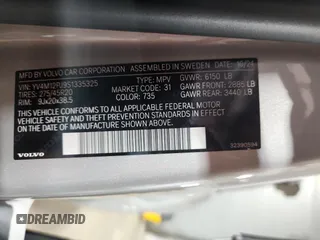 MFD BY VOLVO CAR CORPORATION ASSEMBLED IN SWEDEN 10/24
VIN: TYPE: MPV GVWR: 6150 LB
TIRES: 275/45R20 MARKET CODE: 31 GAWR FRONT: 2885 LB
RIM: 9Jx20x38.5 COLOR: 735 GAWR REAR: 3440 LB
THIS VEHICLE CONFORMS TO ALL APPLICABLE FEDERAL MOTOR
VEHICLE SAFETY AND THEFT PREVENTION STANDARDS IN EFFECT
ON THE DATE OF MANUFACTURE SHOWN ABOVE
VOLVO
DREAMBID